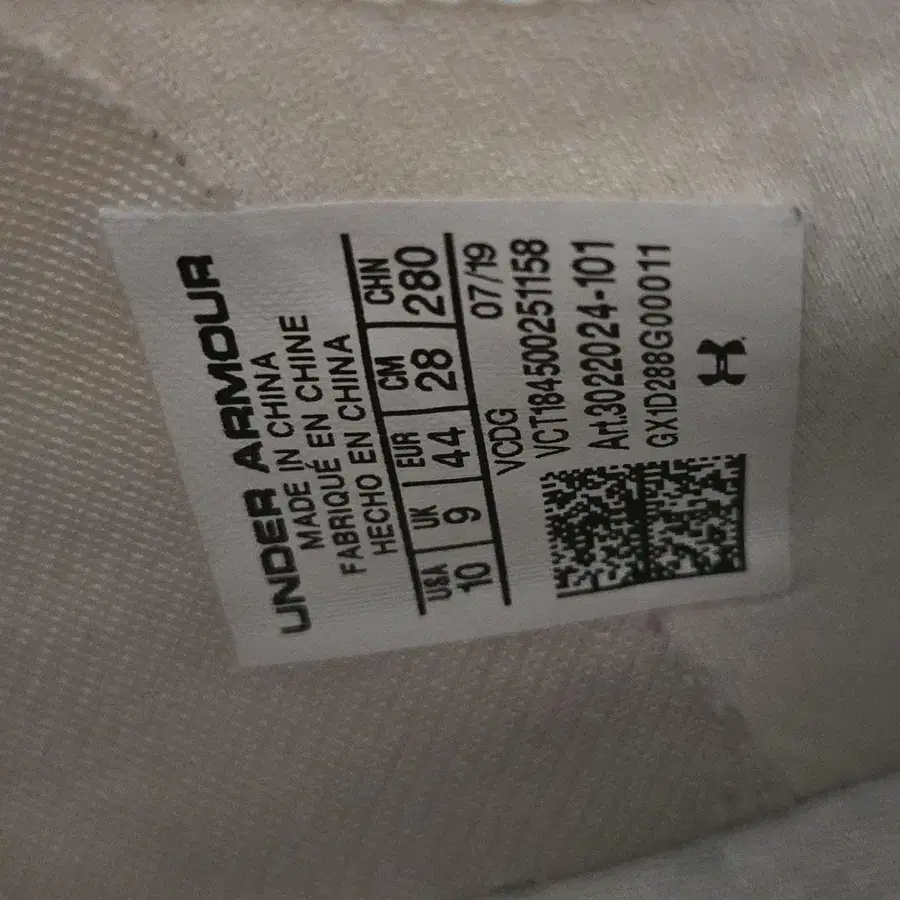 UNDER ARMOUR
MADE IN CHINA
FABRIQUÉ EN CHINE
HECHO EN CHINA
USA UK EUR CM CHN
10 9 44 28 280
VCDG 07/19
VCT184500251158
Art.3022024-101
GX1D288G00011